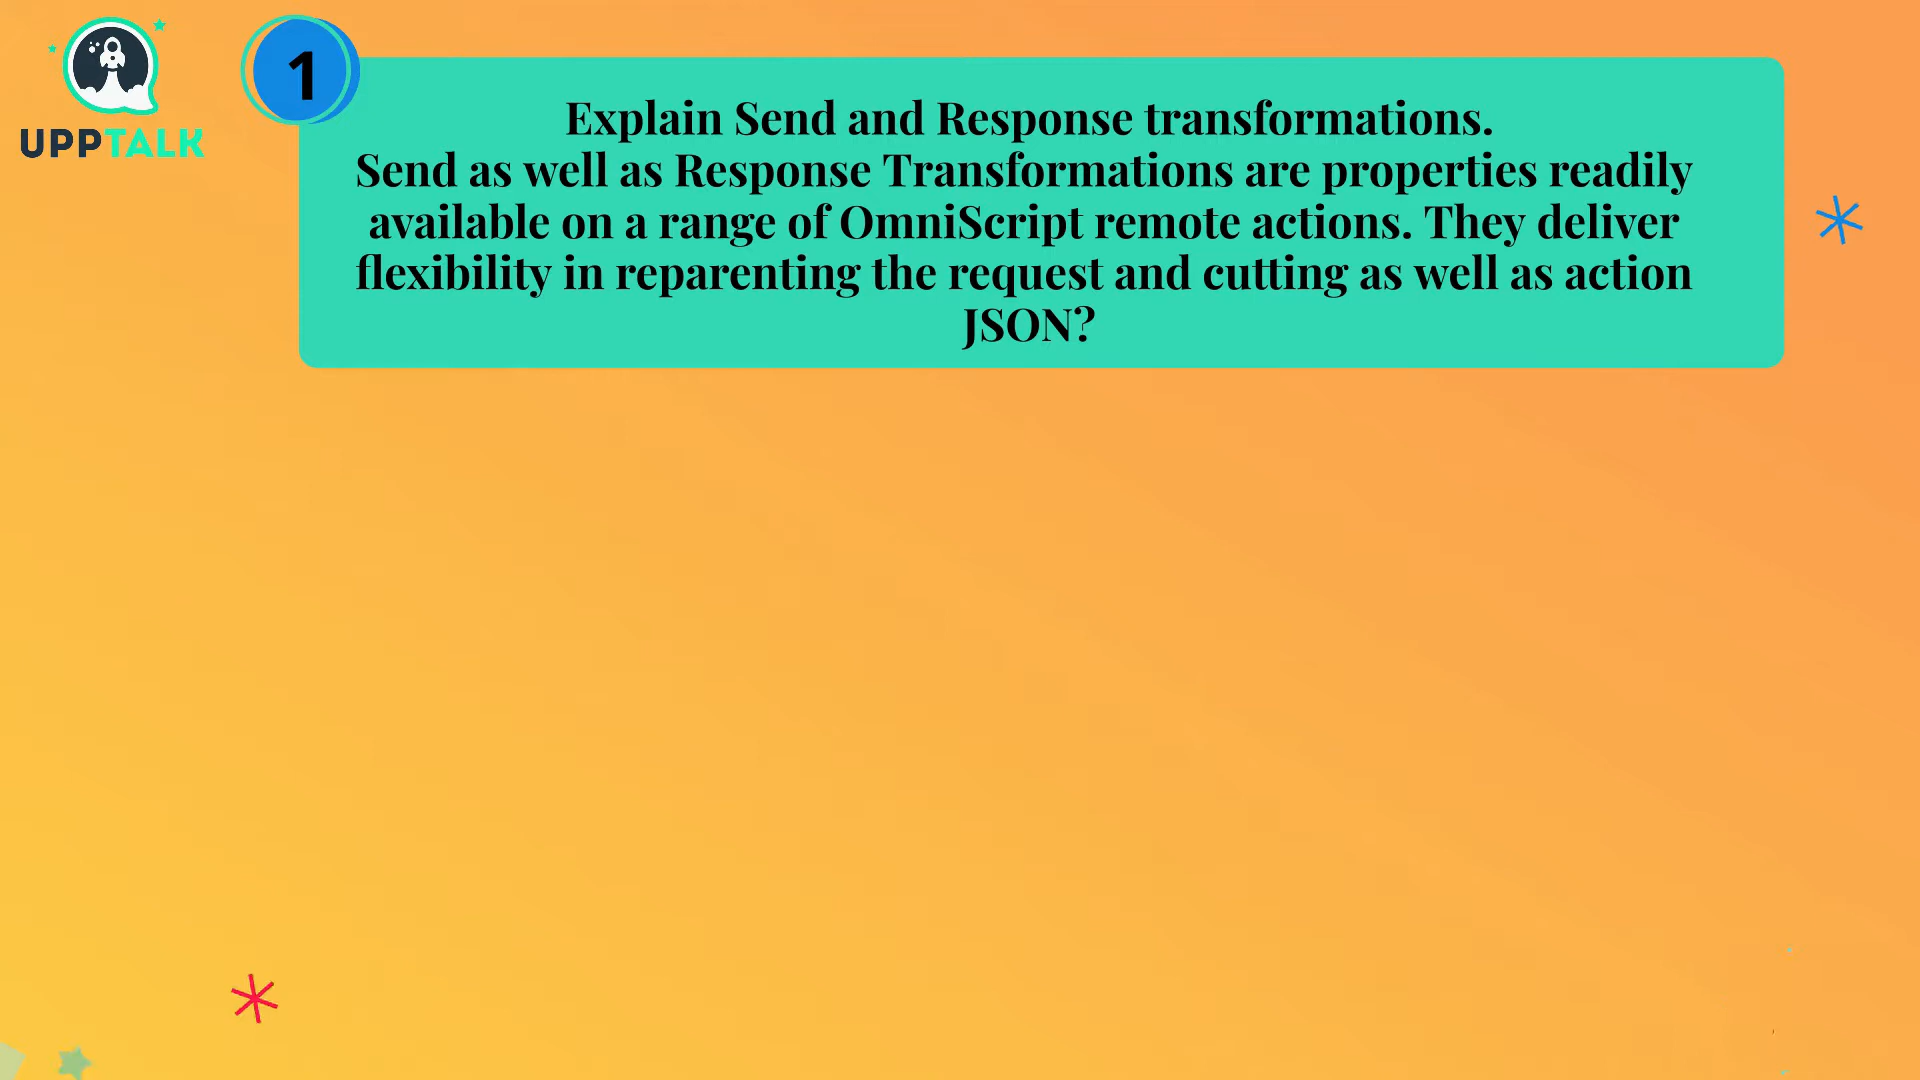 UPPTALK
1
Explain Send and Response transformations.
Send as well as Response Transformations are properties readily
available on a range of OmniScript remote actions. They deliver
flexibility in reparenting the request and cutting as well as action
JSON?